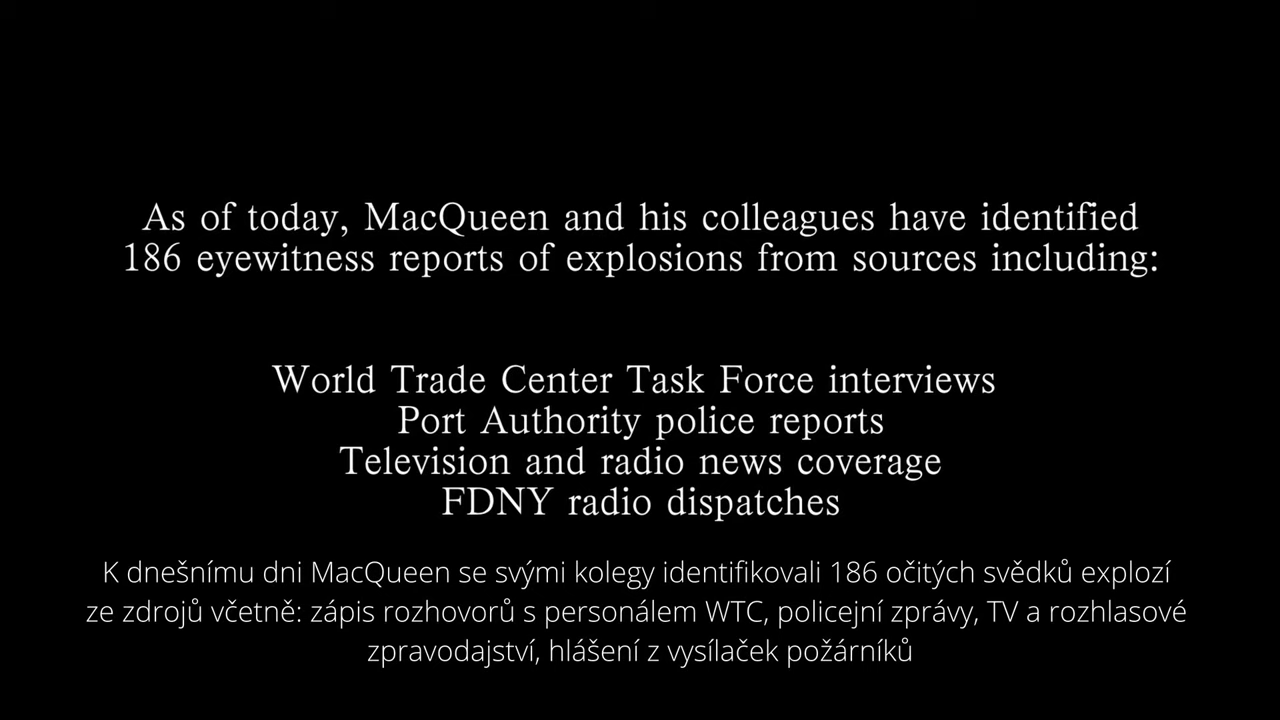 As of today, MacQueen and his colleagues have identified
186 eyewitness reports of explosions from sources including:
World Trade Center Task Force interviews
Port Authority police reports
Television and radio news coverage
FDNY radio dispatches
K dnešnímu dni MacQueen se svými kolegy identifikovali 186 očitých svědků explozí
ze zdrojů včetně: zápis rozhovorů s personálem WTC, policejní zprávy, TV a rozhlasové
zpravodajství, hlášení z vysílaček požárníků